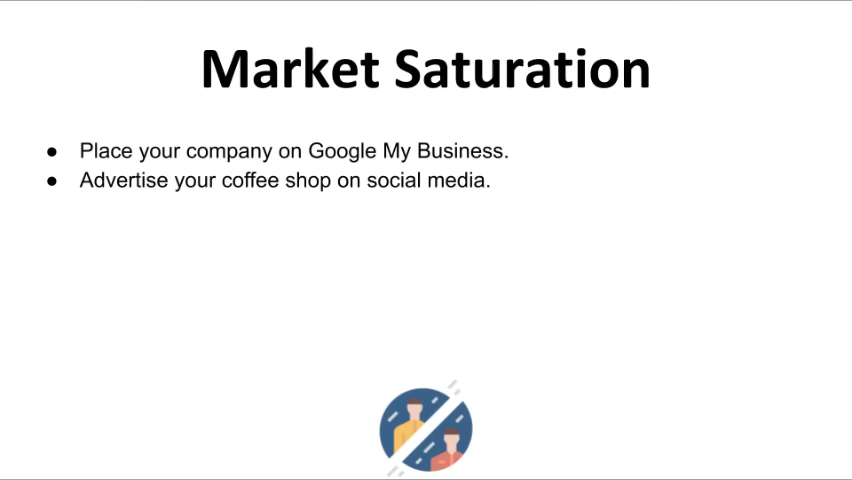 Market Saturation
● Place your company on Google My Business.
● Advertise your coffee shop on social media.